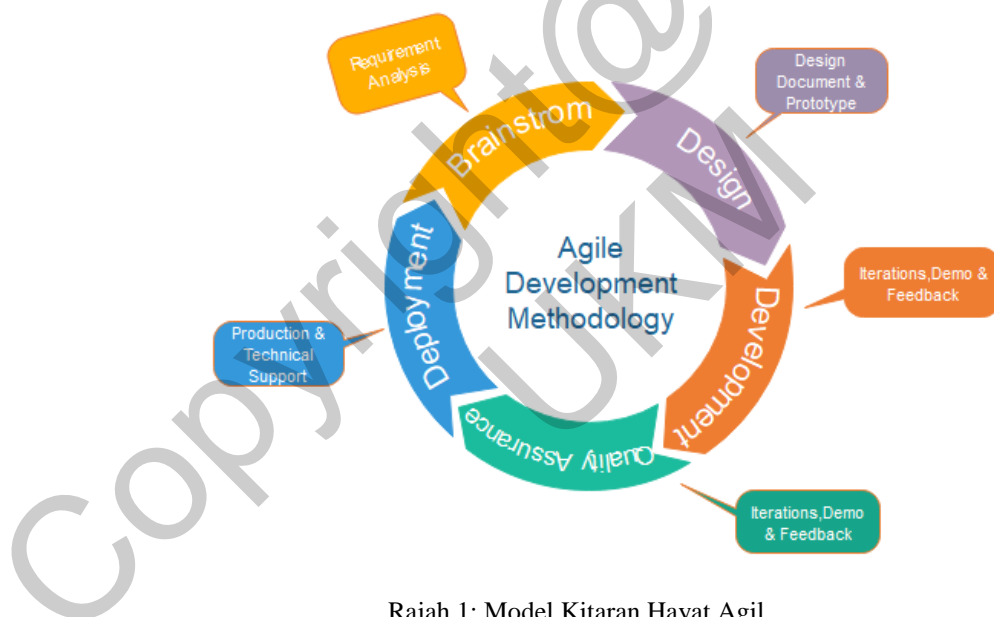 Requirement
Analysis
Brainstrom
Design
Document &
Prototype
Design
Agile
Development
Methodology
Iterations,Demo &
Feedback
Development
Deployment
Production &
Technical
Support
Quality Assurance
Iterations,Demo
& Feedback
Copyright@
UKM
Rajah 1: Model Kitaran Hayat Agil